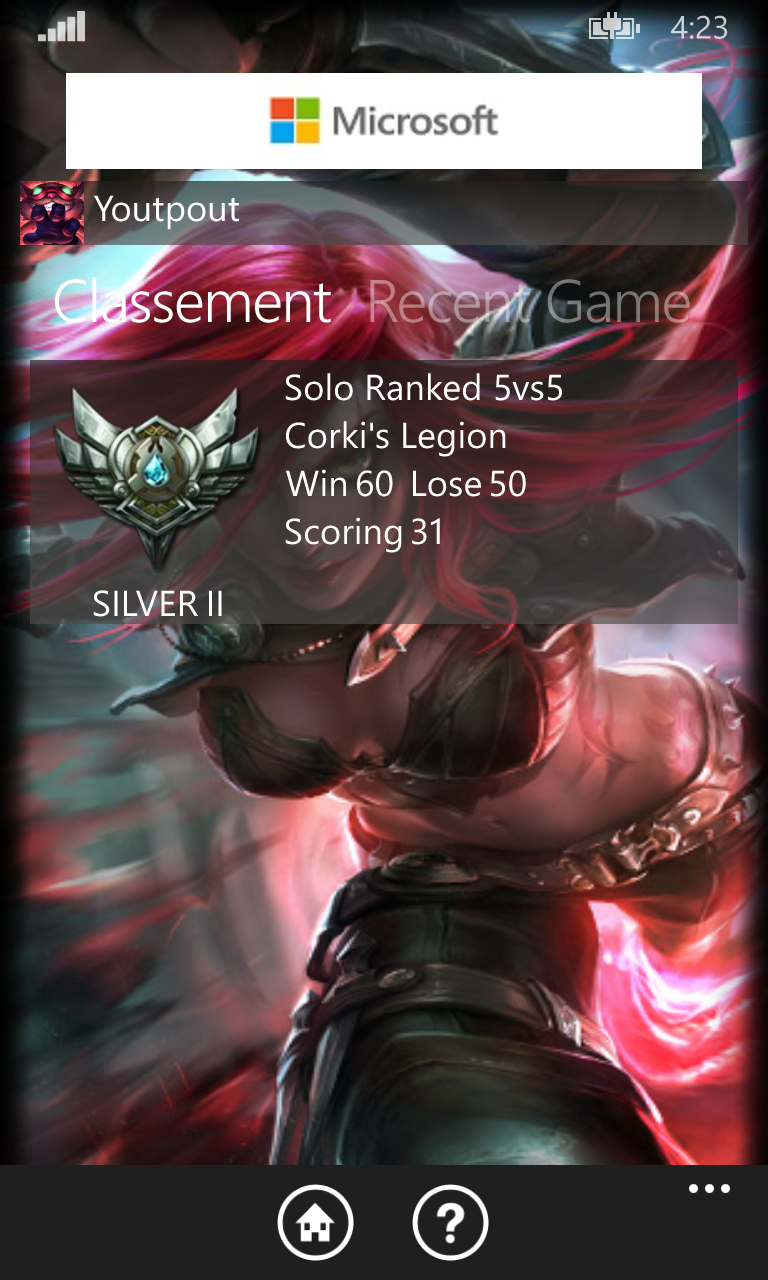 4:23
Microsoft
Youtpout
Classement Recent Game
Solo Ranked 5vs5
Corki's Legion
Win 60 Lose 50
Scoring 31
SILVER II
?